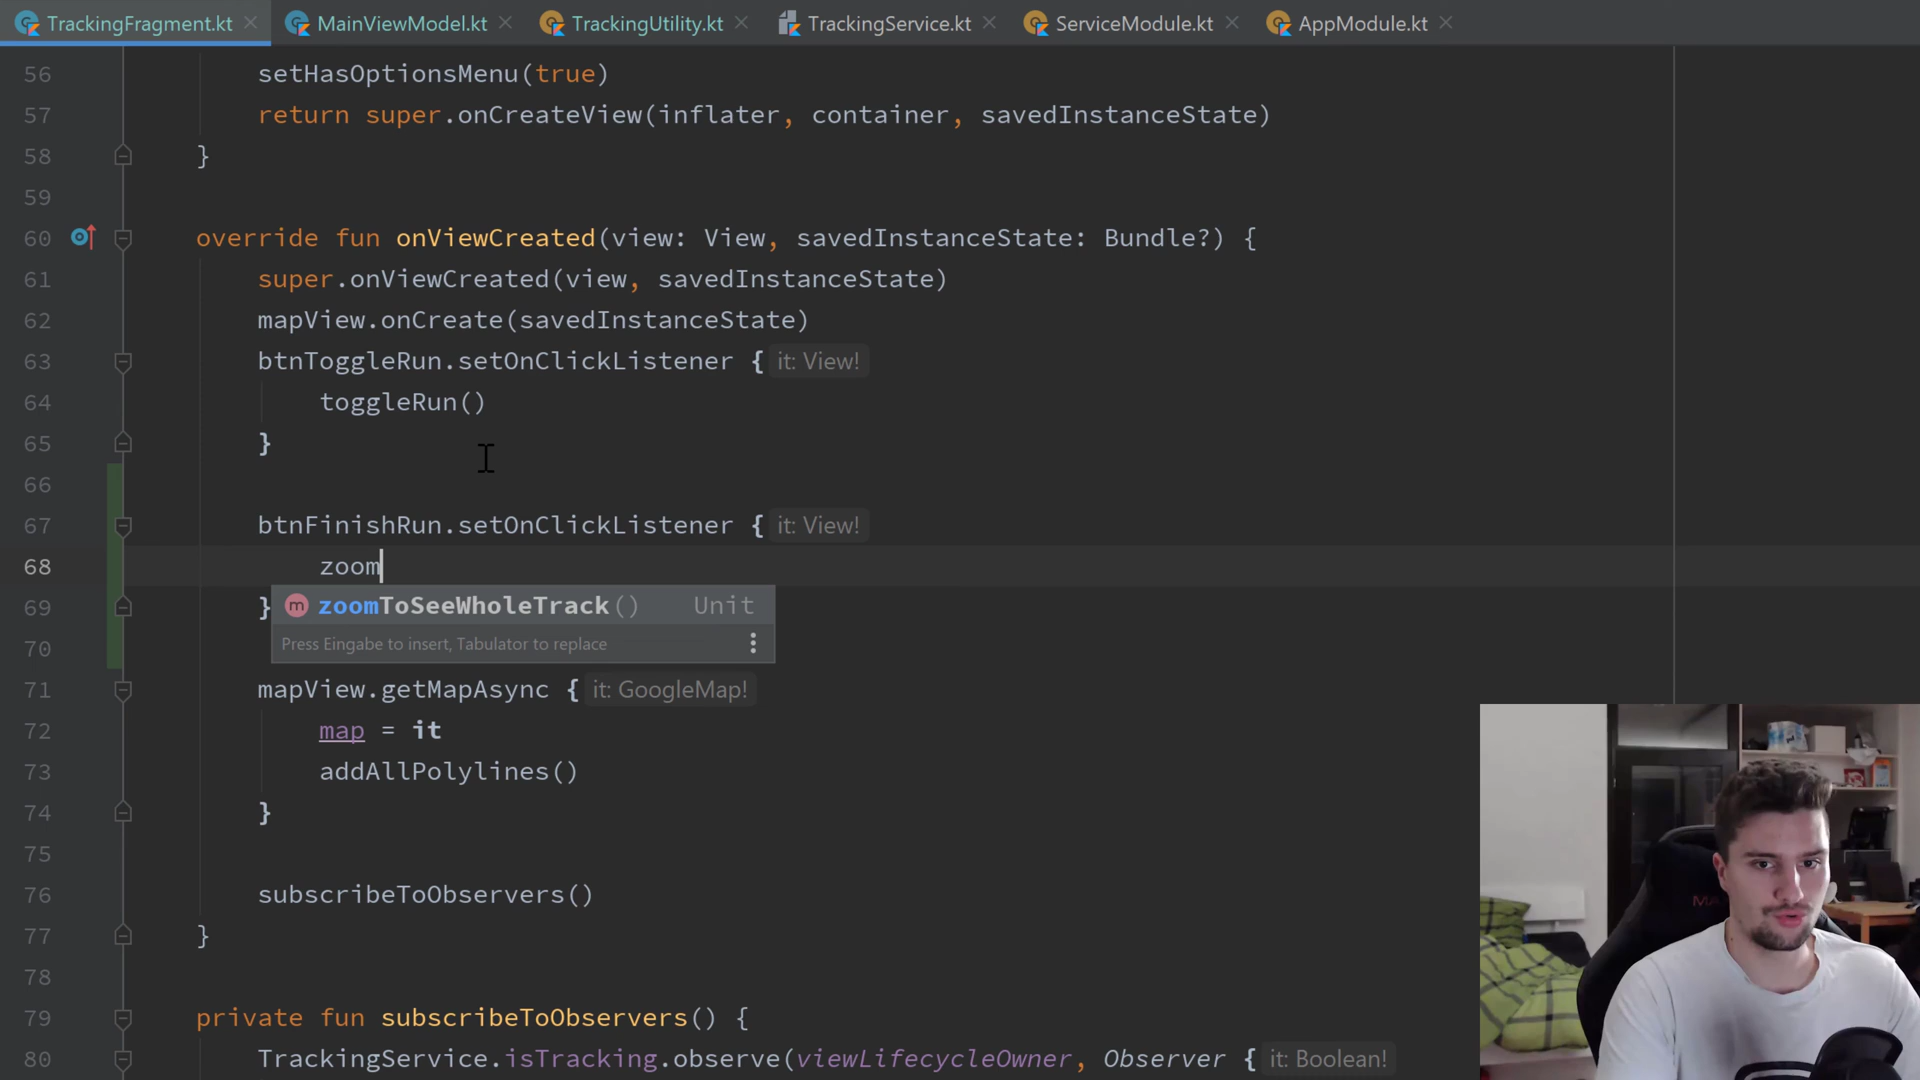 TrackingFragment.kt MainViewModel.kt TrackingUtility.kt TrackingService.kt ServiceModule.kt AppModule.kt
56 setHasOptionsMenu(true)
57 return super.onCreateView(inflater, container, savedInstanceState)
58 }
59
60 override fun onViewCreated(view: View, savedInstanceState: Bundle?) {
61 super.onViewCreated(view, savedInstanceState)
62 mapView.onCreate(savedInstanceState)
63 btnToggleRun.setOnClickListener { it: View!
64 toggleRun()
65 }
66
67 btnFinishRun.setOnClickListener { it: View!
68 zoom
69 } m zoomToSeeWholeTrack() Unit
70 Press Eingabe to insert, Tabulator to replace
71 mapView.getMapAsync { it: GoogleMap!
72 map = it
73 addAllPolylines()
74 }
75
76 subscribeToObservers()
77 }
78
79 private fun subscribeToObservers() {
80 TrackingService.isTracking.observe(viewLifecycleOwner, Observer { it: Boolean!